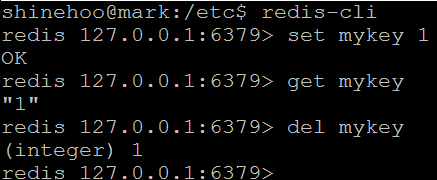 shinehoo@mark:/etc$ redis-cli
redis 127.0.0.1:6379> set mykey 1
OK
redis 127.0.0.1:6379> get mykey
"1"
redis 127.0.0.1:6379> del mykey
(integer) 1
redis 127.0.0.1:6379>